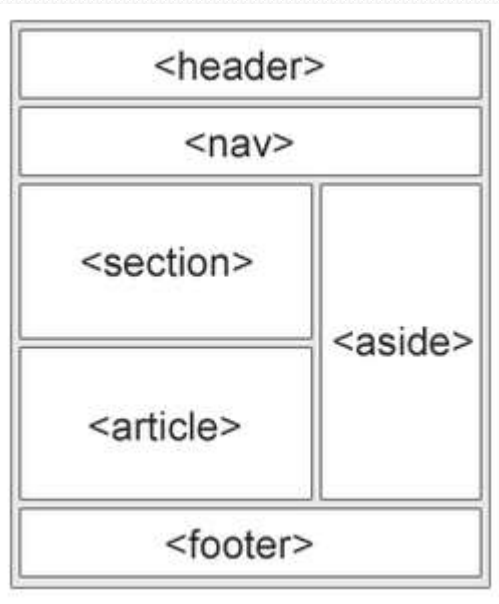 <header>
<nav>
<section>
<aside>
<article>
<footer>